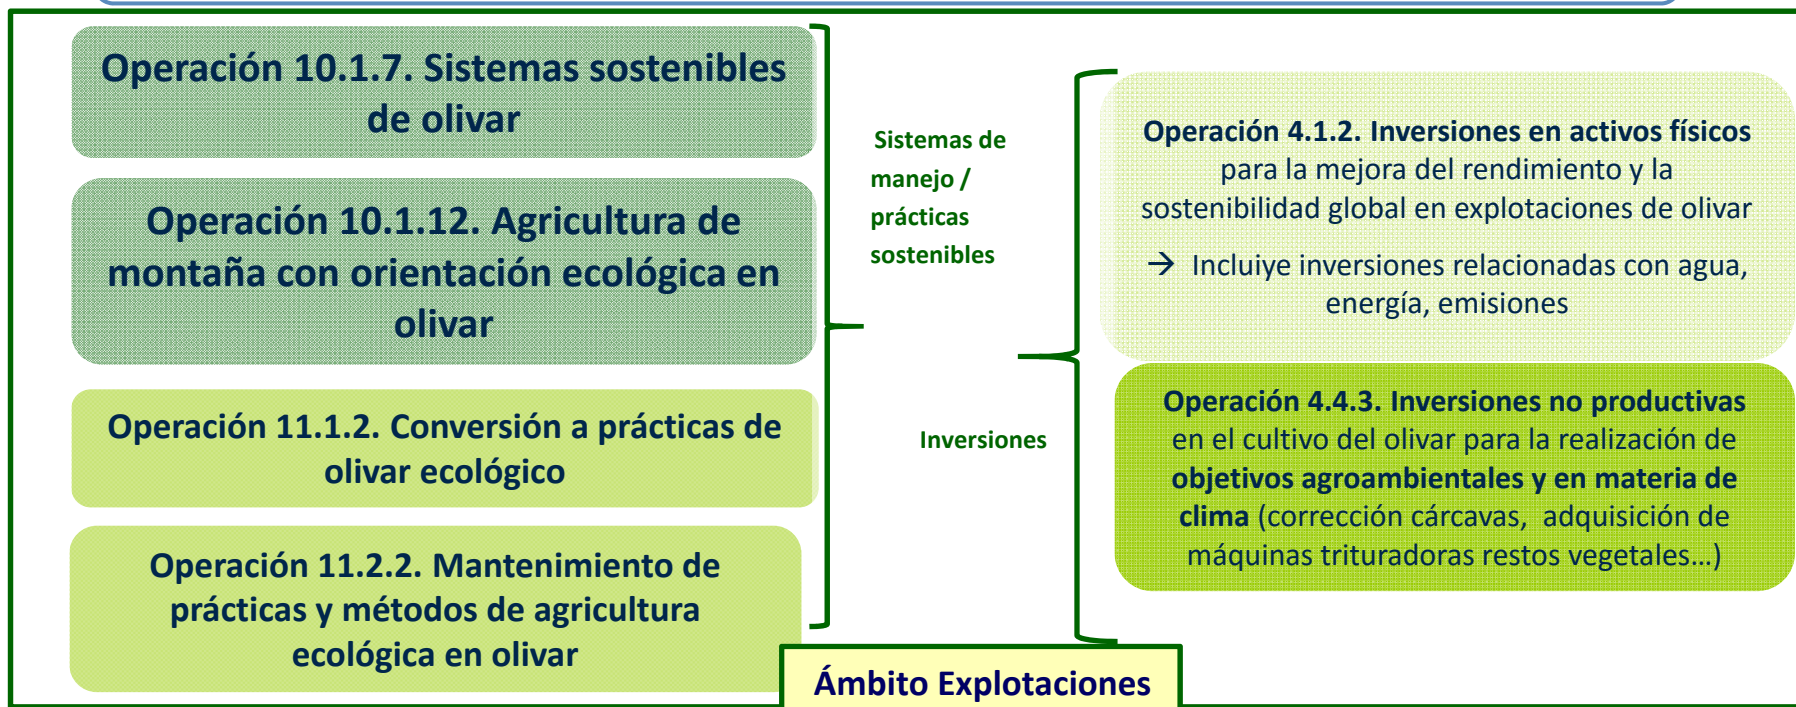 Operación 10.1.7. Sistemas sostenibles
de olivar
Operación 10.1.12. Agricultura de
montaña con orientación ecológica en
olivar
Operación 11.1.2. Conversión a prácticas de
olivar ecológico
Operación 11.2.2. Mantenimiento de
prácticas y métodos de agricultura
ecológica en olivar
Sistemas de
manejo /
prácticas
sostenibles
Inversiones
Operación 4.1.2. Inversiones en activos físicos
para la mejora del rendimiento y la
sostenibilidad global en explotaciones de olivar
→ Incluiye inversiones relacionadas con agua,
energía, emisiones
Operación 4.4.3. Inversiones no productivas
en el cultivo del olivar para la realización de
objetivos agroambientales y en materia de
clima (corrección cárcavas, adquisición de
máquinas trituradoras restos vegetales…)
Ámbito Explotaciones